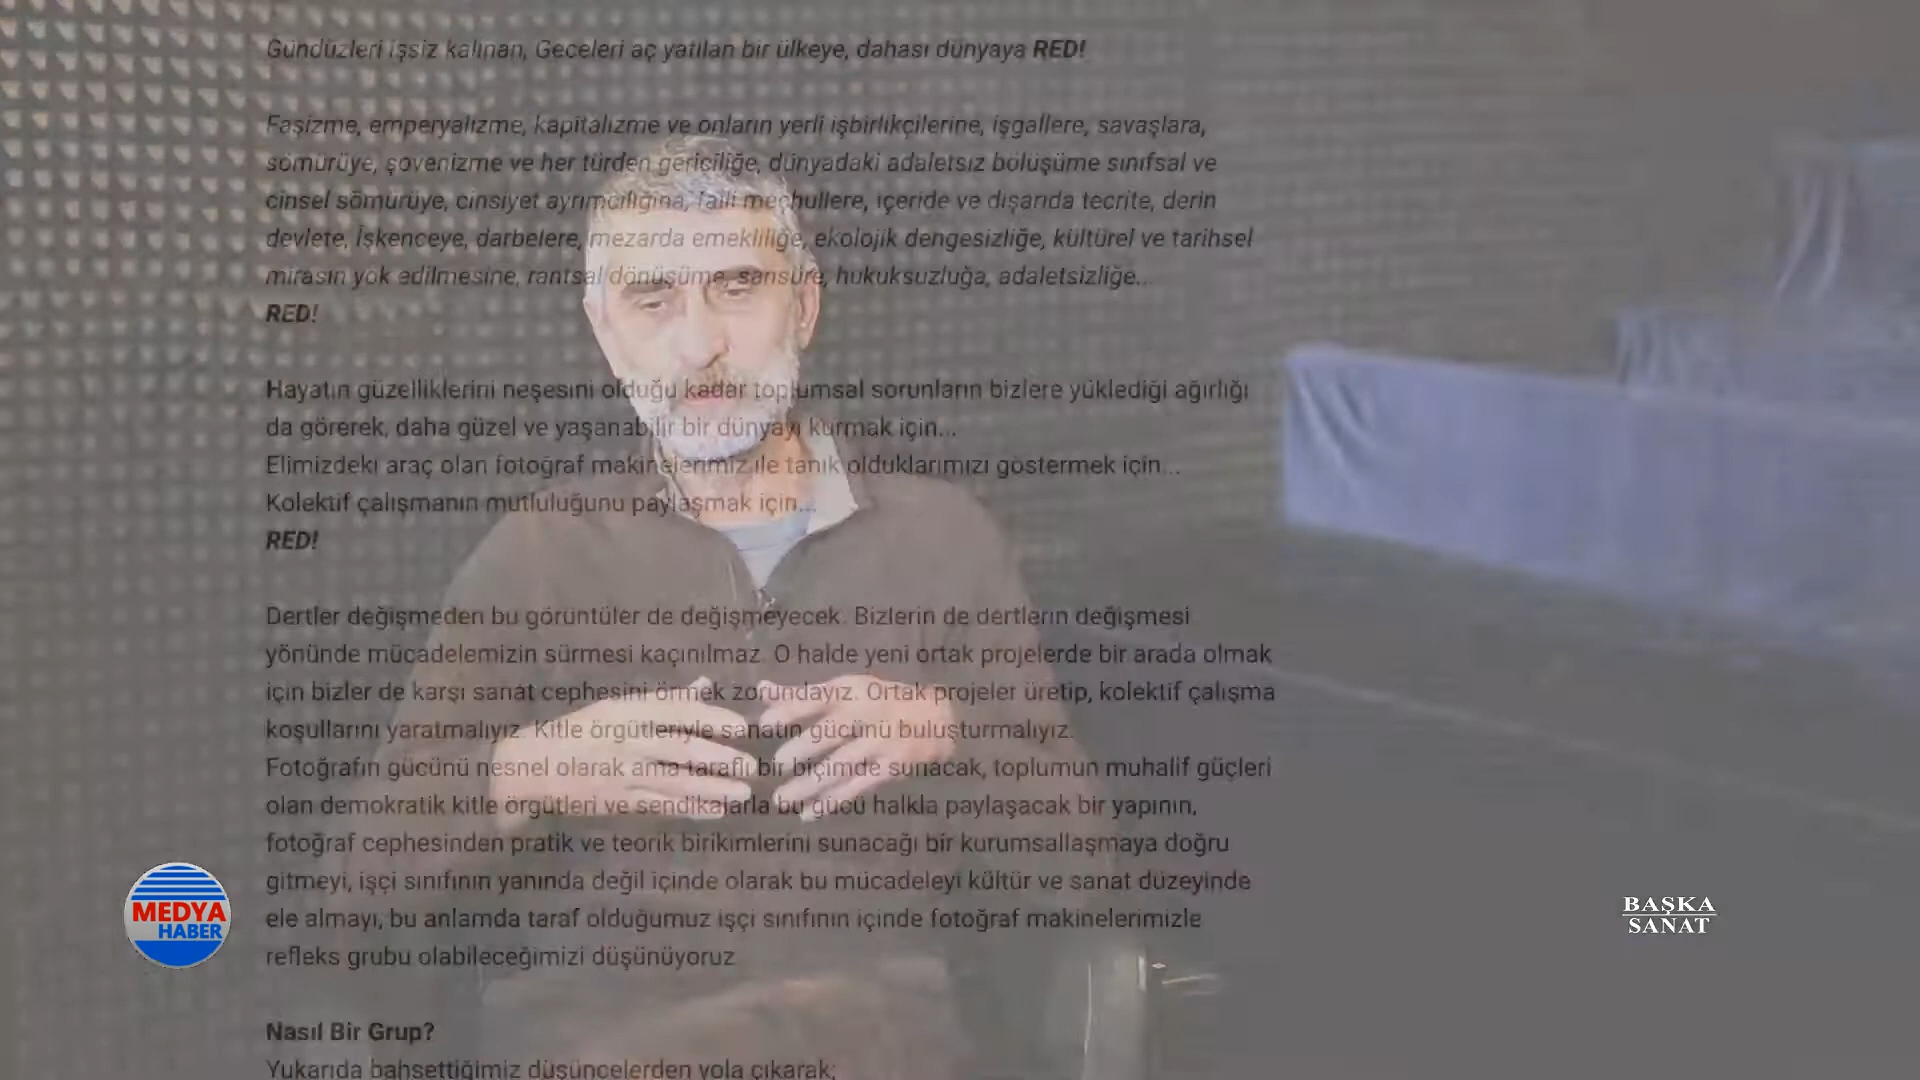 Gündüzleri işsiz kalınan, Geceleri aç yatılan bir ülkeye, dahası dünyaya RED!
Faşizme, emperyalizme, kapitalizme ve onların yerli işbirlikçilerine, işgallere, savaşlara,
sömürüye, şovenizme ve her türden gericiliğe, dünyadaki adaletsiz bölüşüme sınıfsal ve
cinsel sömürüye, cinsiyet ayrımcılığına, faili meçhullere, içeride ve dışarıda tecrite, derin
devlete, İşkenceye, darbelere, mezarda emekliliğe, ekolojik dengesizliğe, kültürel ve tarihsel
mirasın yok edilmesine, rantsal dönüşüme, sansüre, hukuksuzluğa, adaletsizliğe...
RED!
Hayatın güzelliklerini neşesini olduğu kadar toplumsal sorunların bizlere yüklediği ağırlığı
da görerek, daha güzel ve yaşanabilir bir dünyayı kurmak için...
Elimizdeki araç olan fotoğraf makinelerimiz ile tanık olduklarımızı göstermek için...
Kolektif çalışmanın mutluluğunu paylaşmak için...
RED!
Dertler değişmeden bu görüntüler de değişmeyecek. Bizlerin de dertlerin değişmesi
yönünde mücadelemizin sürmesi kaçınılmaz. O halde yeni ortak projelerde bir arada olmak
için bizler de karşı sanat cephesini örmek zorundayız. Ortak projeler üretip, kolektif çalışma
koşullarını yaratmalıyız. Kitle örgütleriyle sanatın gücünü buluşturmalıyız.
Fotoğrafın gücünü nesnel olarak ama taraflı bir biçimde sunacak, toplumun muhalif güçleri
olan demokratik kitle örgütleri ve sendikalarla bu gücü halkla paylaşacak bir yapının,
fotoğraf cephesinden pratik ve teorik birikimlerini sunacağı bir kurumsallaşmaya doğru
gitmeyi, işçi sınıfının yanında değil içinde olarak bu mücadeleyi kültür ve sanat düzeyinde
ele almayı, bu anlamda taraf olduğumuz işçi sınıfının içinde fotoğraf makinelerimizle
refleks grubu olabileceğimizi düşünüyoruz
Nasıl Bir Grup?
Yukarıda bahsettiğimiz düşüncelerden yola çıkarak;
MEDYA
HABER
BAŞKA
SANAT